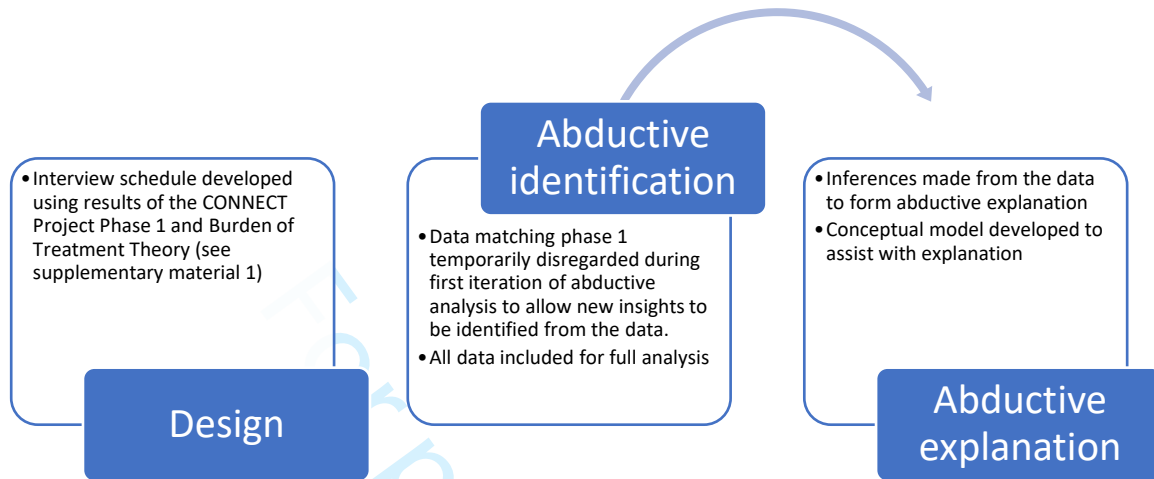 •Interview schedule developed
using results of the CONNECT
Project Phase 1 and Burden of
Treatment Theory (see
supplementary material 1)
Design
Abductive
identification
•Data matching phase 1
temporarily disregarded during
first iteration of abductive
analysis to allow new insights to
be identified from the data.
•All data included for full analysis
•Inferences made from the data
to form abductive explanation
•Conceptual model developed to
assist with explanation
Abductive
explanation
For